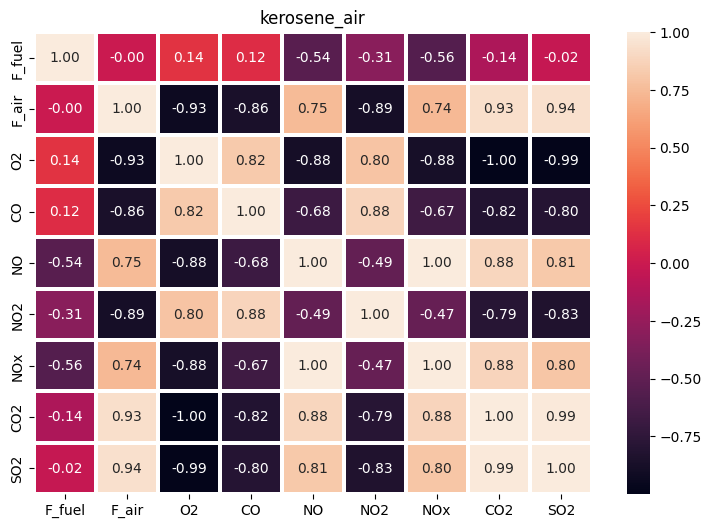 kerosene_air
F_fuel 1.00 -0.00 0.14 0.12 -0.54 -0.31 -0.56 -0.14 -0.02
F_air -0.00 1.00 -0.93 -0.86 0.75 -0.89 0.74 0.93 0.94
O2 0.14 -0.93 1.00 0.82 -0.88 0.80 -0.88 -1.00 -0.99
CO 0.12 -0.86 0.82 1.00 -0.68 0.88 -0.67 -0.82 -0.80
NO -0.54 0.75 -0.88 -0.68 1.00 -0.49 1.00 0.88 0.81
NO2 -0.31 -0.89 0.80 0.88 -0.49 1.00 -0.47 -0.79 -0.83
NOx -0.56 0.74 -0.88 -0.67 1.00 -0.47 1.00 0.88 0.80
CO2 -0.14 0.93 -1.00 -0.82 0.88 -0.79 0.88 1.00 0.99
SO2 -0.02 0.94 -0.99 -0.80 0.81 -0.83 0.80 0.99 1.00
F_fuel F_air O2 CO NO NO2 NOx CO2 SO2
1.00
0.75
0.50
0.25
0.00
−0.25
−0.50
−0.75